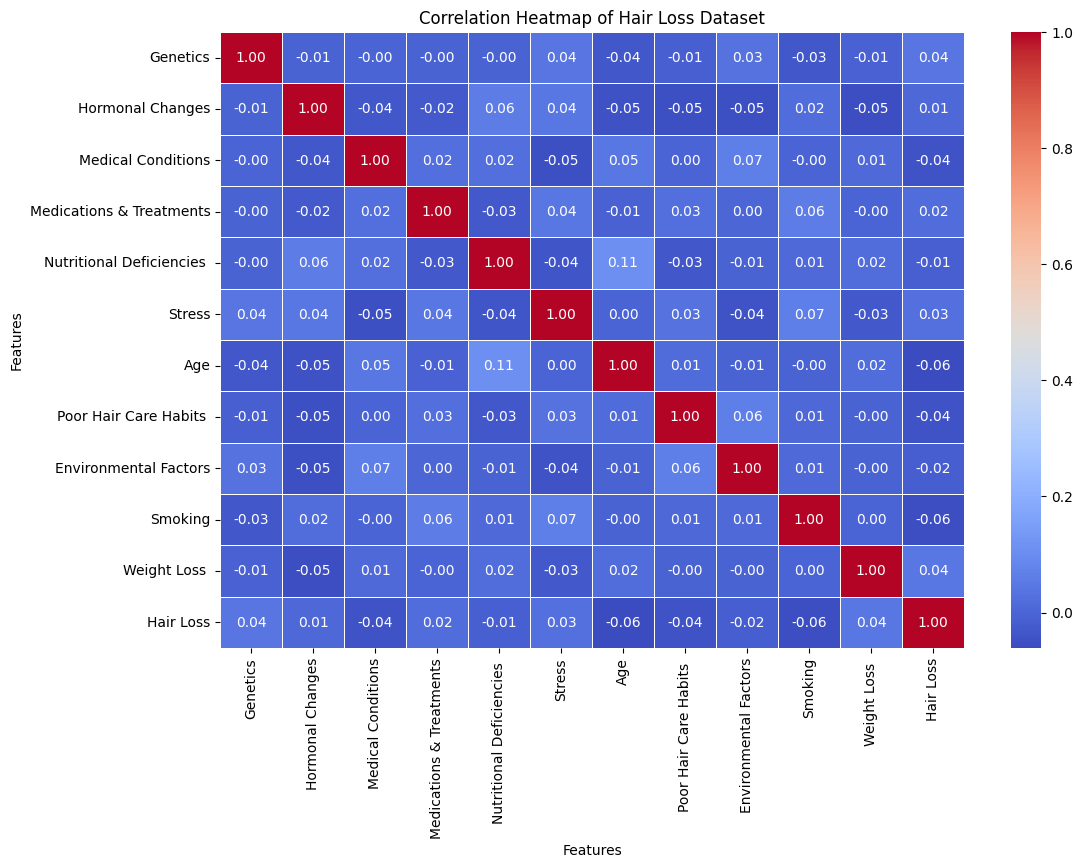 Correlation Heatmap of Hair Loss Dataset
Genetics 1.00 -0.01 -0.00 -0.00 -0.00 0.04 -0.04 -0.01 0.03 -0.03 -0.01 0.04
Hormonal Changes -0.01 1.00 -0.04 -0.02 0.06 0.04 -0.05 -0.05 -0.05 0.02 -0.05 0.01
Medical Conditions -0.00 -0.04 1.00 0.02 0.02 -0.05 0.05 0.00 0.07 -0.00 0.01 -0.04
Medications & Treatments -0.00 -0.02 0.02 1.00 -0.03 0.04 -0.01 0.03 0.00 0.06 -0.00 0.02
Nutritional Deficiencies -0.00 0.06 0.02 -0.03 1.00 -0.04 0.11 -0.03 -0.01 0.01 0.02 -0.01
Stress 0.04 0.04 -0.05 0.04 -0.04 1.00 0.00 0.03 -0.04 0.07 -0.03 0.03
Age -0.04 -0.05 0.05 -0.01 0.11 0.00 1.00 0.01 -0.01 -0.00 0.02 -0.06
Poor Hair Care Habits -0.01 -0.05 0.00 0.03 -0.03 0.03 0.01 1.00 0.06 0.01 -0.00 -0.04
Environmental Factors 0.03 -0.05 0.07 0.00 -0.01 -0.04 -0.01 0.06 1.00 0.01 -0.00 -0.02
Smoking -0.03 0.02 -0.00 0.06 0.01 0.07 -0.00 0.01 0.01 1.00 0.00 -0.06
Weight Loss -0.01 -0.05 0.01 -0.00 0.02 -0.03 0.02 -0.00 -0.00 0.00 1.00 0.04
Hair Loss 0.04 0.01 -0.04 0.02 -0.01 0.03 -0.06 -0.04 -0.02 -0.06 0.04 1.00
Features
Genetics
Hormonal Changes
Medical Conditions
Medications & Treatments
Nutritional Deficiencies
Stress
Age
Poor Hair Care Habits
Environmental Factors
Smoking
Weight Loss
Hair Loss
Features
1.0
0.8
0.6
0.4
0.2
0.0